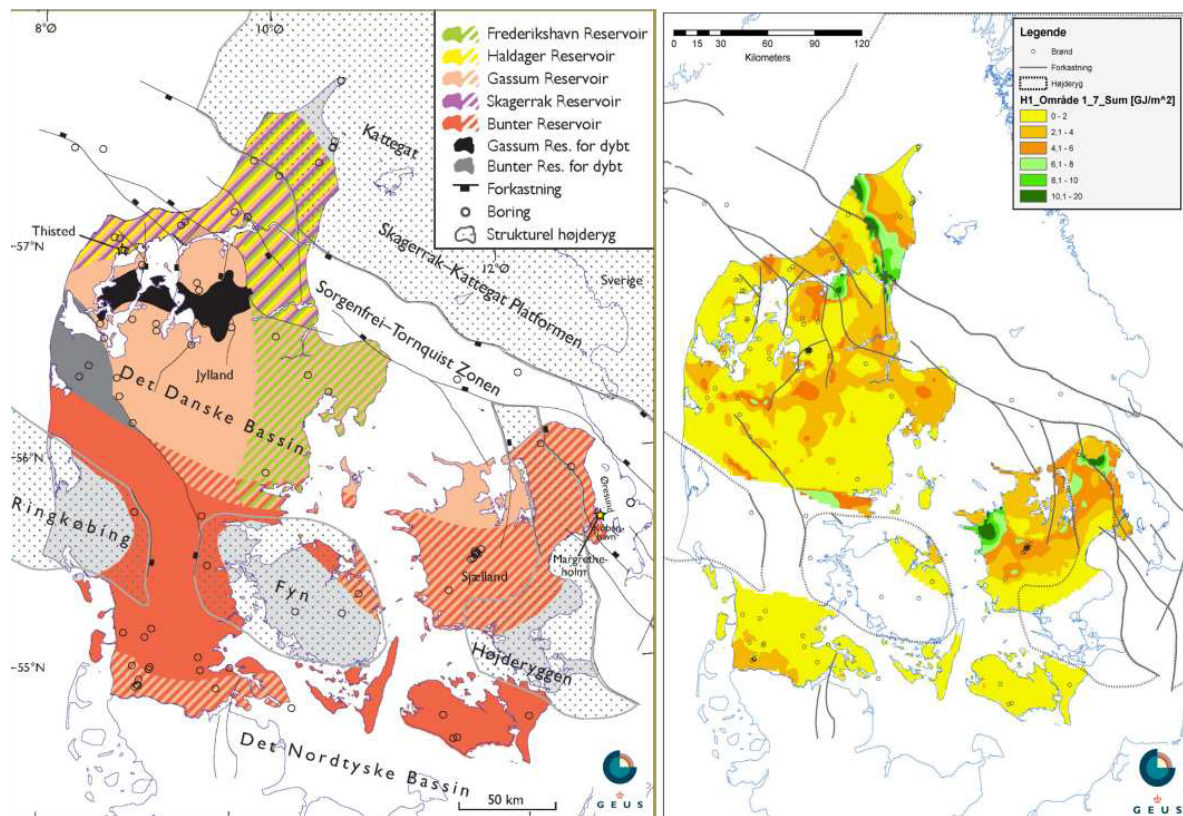 8°Ø
10°Ø
Frederikshavn Reservoir
Haldager Reservoir
Gassum Reservoir
Skagerrak Reservoir
Bunter Reservoir
Gassum Res. for dybt
Bunter Res. for dybt
Forkastning
Boring
Strukturel højderyg
Kattegat
57°N
Thisted
12°Ø
Sverige
Skagerrak-Kattegat Platformen
Sorgenfrei-Tornquist Zonen
Jylland
Det Danske Bassin
56°N
Ringkøbing
Øresund
Margrethe-
holm
Sjælland
Fyn
Højderyggen
55°N
Det Nordtyske Bassin
50 km
GEUS
0 15 30 60 90 120
Kilometers
Legende
Brønd
Forkastning
Højderyg
H1_Område 1_7_Sum [GJ/m^2]
0 - 2
2,1 - 4
4,1 - 6
6,1 - 8
8,1 - 10
10,1 - 20
GEUS